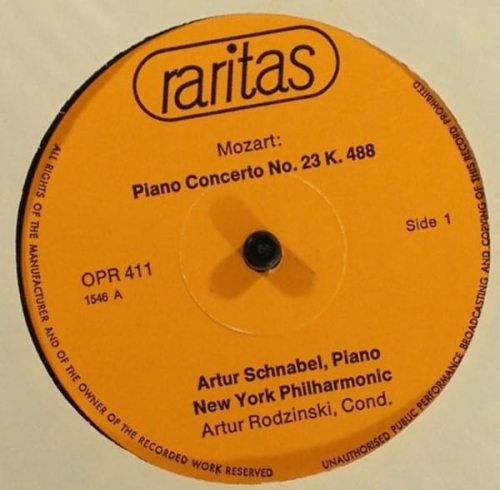 raritas
Mozart:
Piano Concerto No. 23 K. 488
Side 1
OPR 411
1546 A
Artur Schnabel, Piano
New York Philharmonic
Artur Rodzinski, Cond.
ALL RIGHTS OF THE MANUFACTURER AND OF THE OWNER OF THE RECORDED WORK RESERVED
UNAUTHORISED PUBLIC PERFORMANCE BROADCASTING AND COPYING OF THIS RECORD PROHIBITED